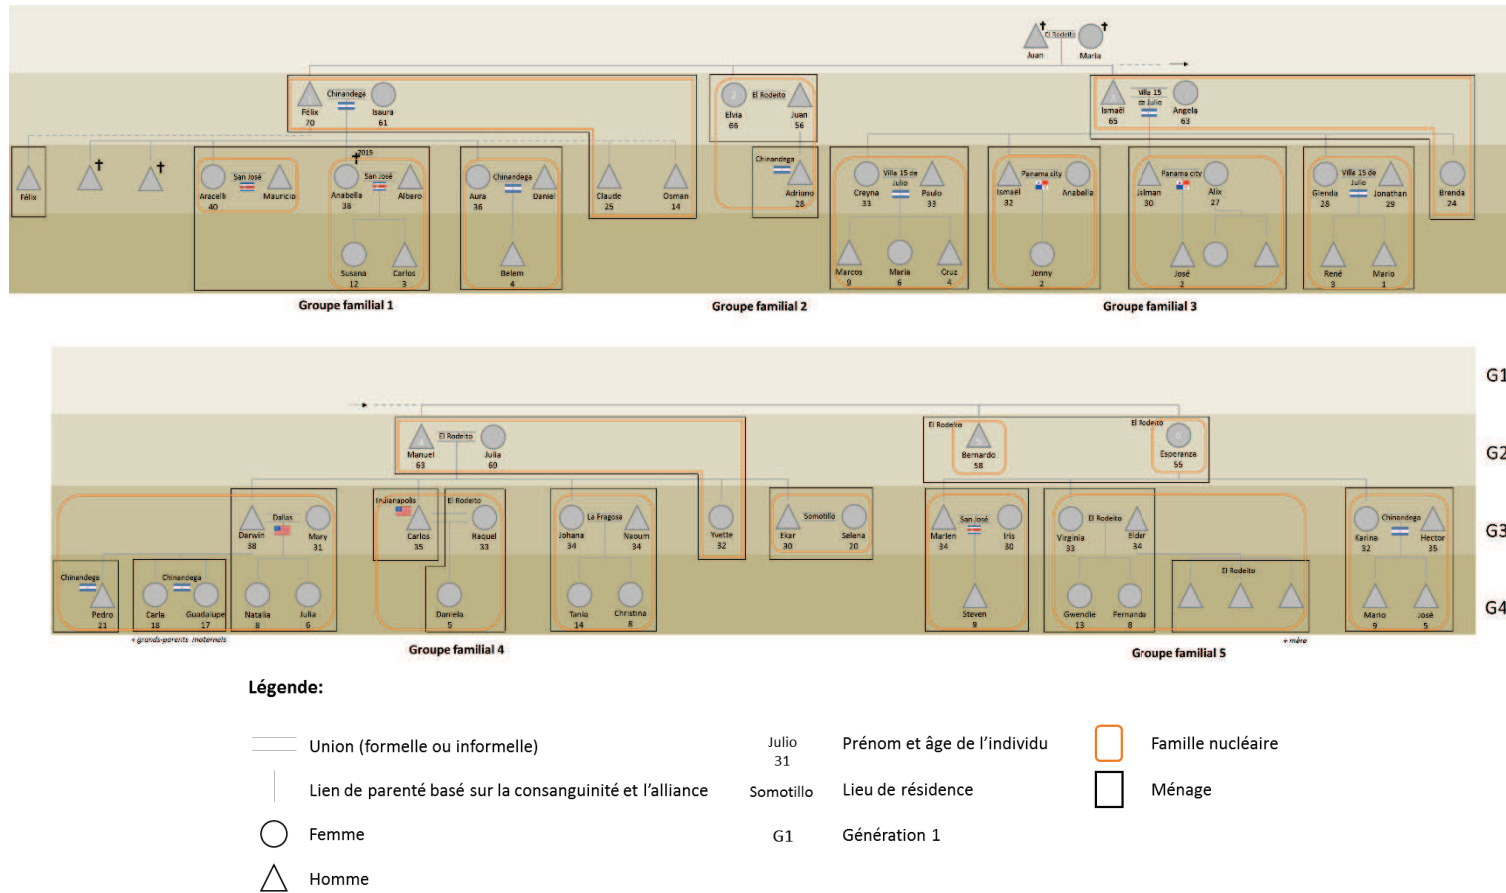 El Rodeito
Juan Maria
Chinandega
Félix Isaura
70 61
El Rodeito
2
Elvia Juan
66 56
Villa 15
de Julio
Ismaël Angela
65 63
2015
Félix
San José
Aracelli Mauricio
40
San José
Anabella Albaro
38
Chinandega
Aura Daniel
36
Claude Osman
25 14
Chinandega
Adriano
28
Villa 15 de
Julio
Creyna Paulo
33 33
Panama city
Ismaël Anabella
32
Panama city
Jilman Alix
30 27
Villa 15 de
Julio
Glenda Jonathan
28 29
Brenda
24
Susana Carlos
12 3
Belem
4
Marcos Maria Cruz
9 6 4
Jenny
2
José
2
René Mario
3 1
Groupe familial 1 Groupe familial 2 Groupe familial 3
G1
El Rodeito
Manuel Julia
63 69
El Rodeito
Bernardo
58
El Rodeito
Esperanza
55
G2
Dallas
Darwin Mary
38 31
Indianapolis
Carlos
35
El Rodeito
Raquel
33
La Fragosa
Johana Naoum
34 34
Yvette
32
Somotillo
Ekar Selena
30 20
San José
Marlen Iris
34 30
El Rodeito
Virginia Elder
33 34
Chinandega
Karina Hector
32 35
G3
Chinandega
Pedro
21
Chinandega
Carla Guadalupe
18 17
Natalia Julia
8 6
Daniela
5
Tania Christina
14 8
Steven
9
Gwendie Fernanda
13 8
El Rodeito
Mario José
9 5
G4
+ grands-parents maternels
+ mère
Groupe familial 4 Groupe familial 5
Légende:
Union (formelle ou informelle)
Lien de parenté basé sur la consanguinité et l'alliance
Femme
Homme
Julio
31
Prénom et âge de l'individu
Somotillo Lieu de résidence
G1 Génération 1
Famille nucléaire
Ménage